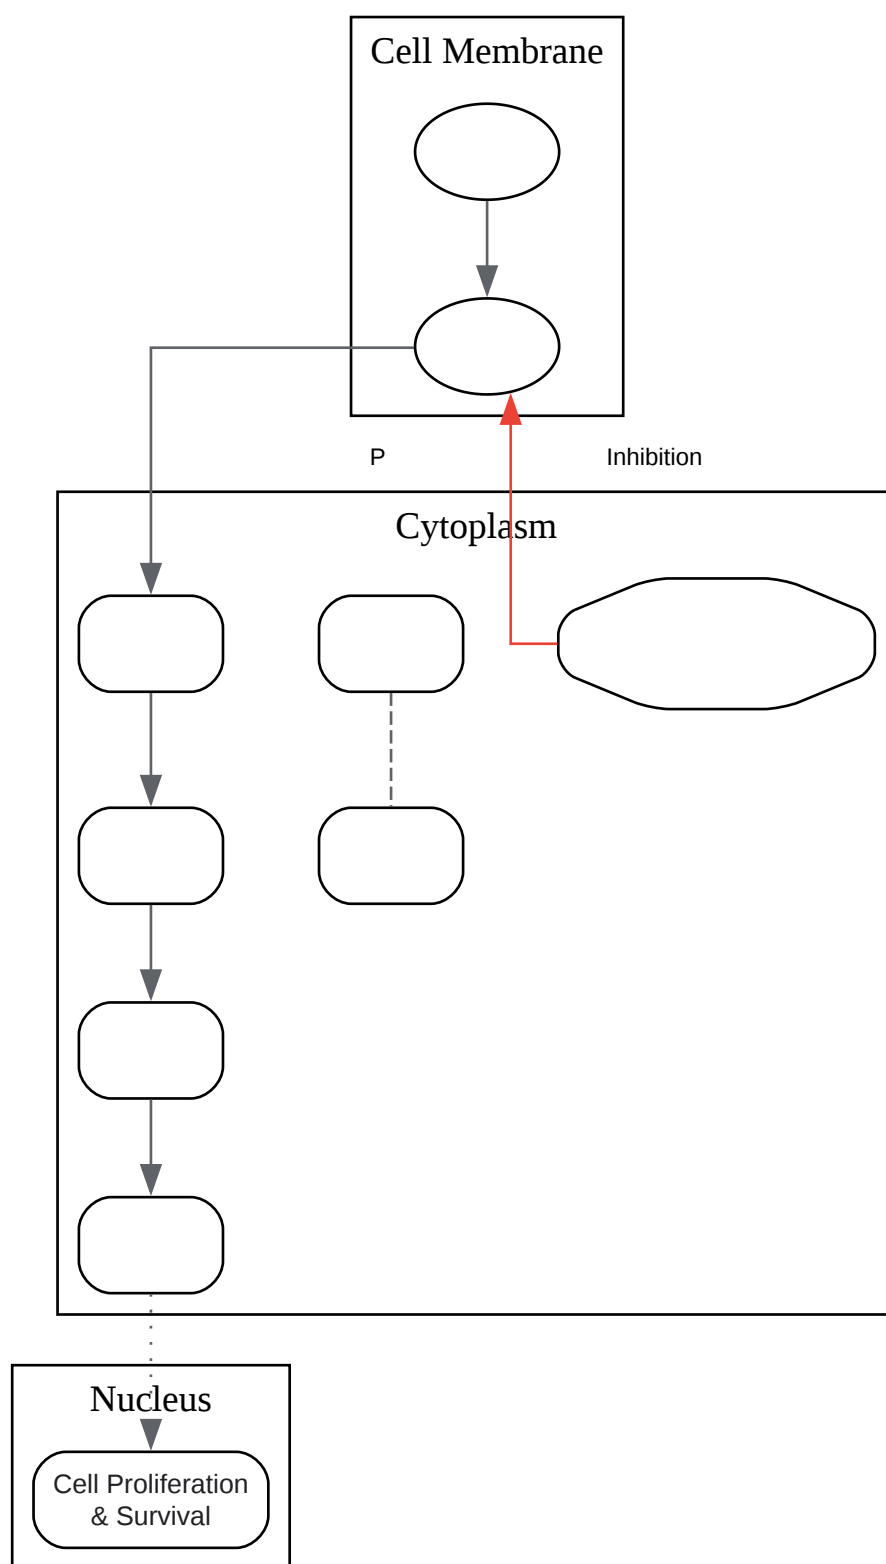 Cell Membrane
P
Inhibition
Cytoplasm
Nucleus
Cell Proliferation
& Survival